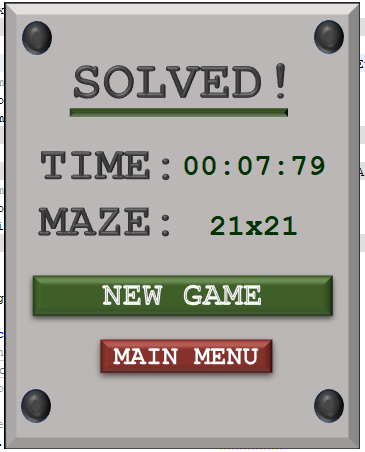 SOLVED!
TIME: 00:07:79
MAZE: 21x21
NEW GAME
MAIN MENU